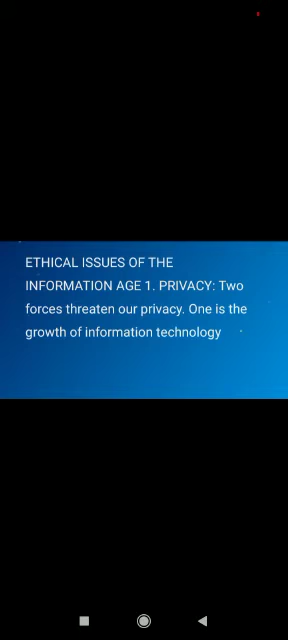 ETHICAL ISSUES OF THE
INFORMATION AGE 1. PRIVACY: Two
forces threaten our privacy. One is the
growth of information technology